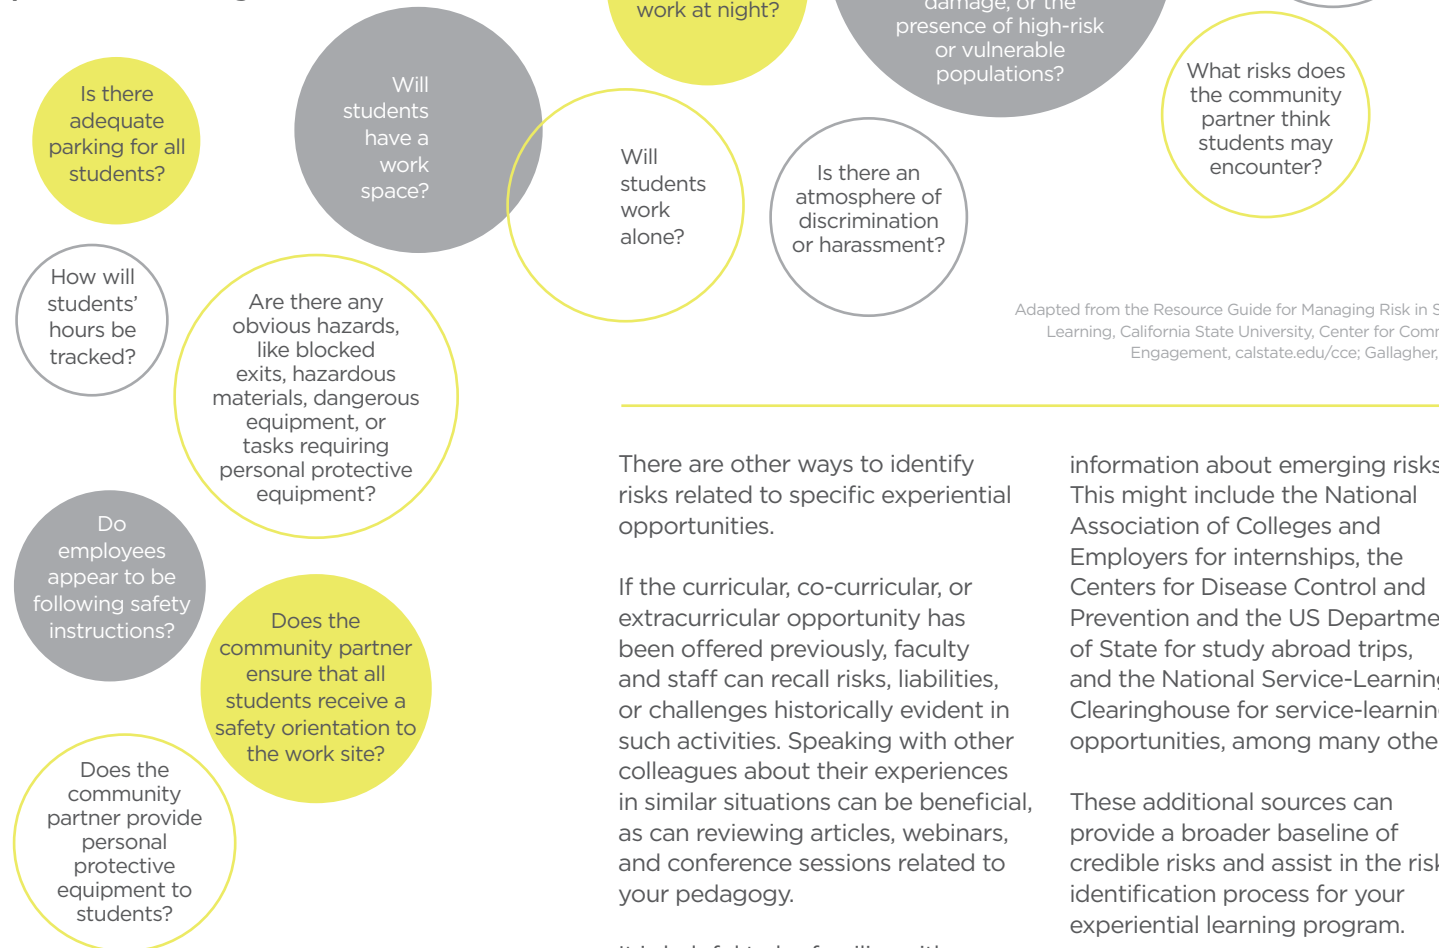 work at night?
damage, or the
presence of high-risk
or vulnerable
populations?
What risks does
the community
partner think
students may
encounter?
Is there
adequate
parking for all
students?
Will
students
have a
work
space?
Will
students
work
alone?
Is there an
atmosphere of
discrimination
or harassment?
How will
students’
hours be
tracked?
Are there any
obvious hazards,
like blocked
exits, hazardous
materials, dangerous
equipment, or
tasks requiring
personal protective
equipment?
Adapted from the Resource Guide for Managing Risk in S
Learning, California State University, Center for Comm
Engagement, calstate.edu/cce; Gallagher,
Do
employees
appear to be
following safety
instructions?
Does the
community partner
ensure that all
students receive a
safety orientation to
the work site?
Does the
community
partner provide
personal
protective
equipment to
students?
There are other ways to identify
risks related to specific experiential
opportunities.
If the curricular, co-curricular, or
extracurricular opportunity has
been offered previously, faculty
and staff can recall risks, liabilities,
or challenges historically evident in
such activities. Speaking with other
colleagues about their experiences
in similar situations can be beneficial,
as can reviewing articles, webinars,
and conference sessions related to
your pedagogy.
information about emerging risks
This might include the National
Association of Colleges and
Employers for internships, the
Centers for Disease Control and
Prevention and the US Departme
of State for study abroad trips,
and the National Service-Learning
Clearinghouse for service-learnin
opportunities, among many othe
These additional sources can
provide a broader baseline of
credible risks and assist in the risk
identification process for your
experiential learning program.